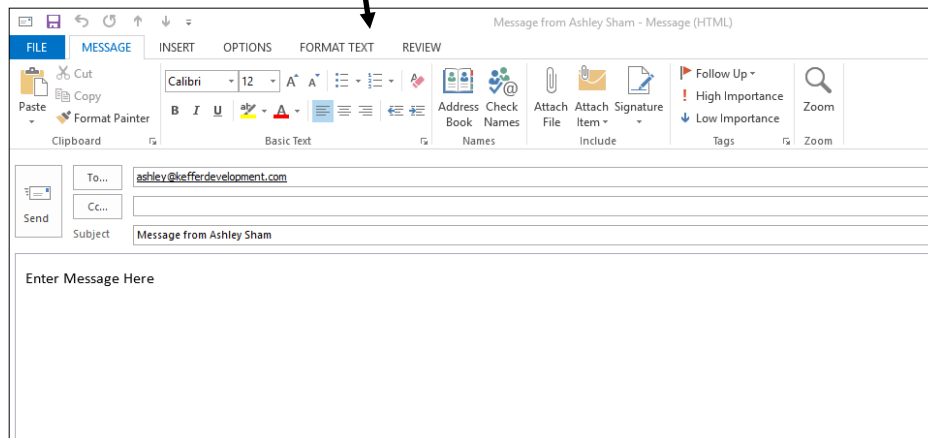 Message from Ashley Sham - Message (HTML)
FILE MESSAGE INSERT OPTIONS FORMAT TEXT REVIEW
Paste
Cut
Copy
Format Painter
Clipboard
Calibri 12 A A
B I U ab A
Basic Text
Address Book
Check Names
Names
Attach File
Attach Item
Signature
Include
Follow Up
! High Importance
Low Importance
Tags
Zoom
Zoom
Send
To... ashley@kefferdevelopment.com
Cc...
Subject Message from Ashley Sham
Enter Message Here